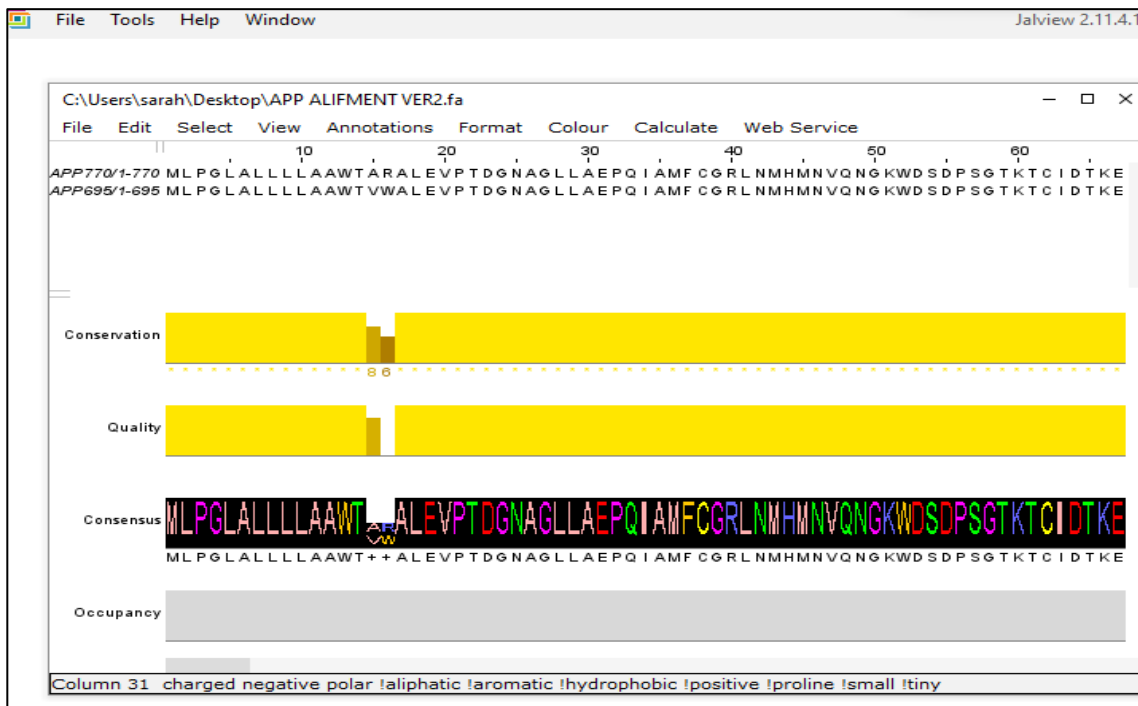 File Tools Help Window Jalview 2.11.4.1
C:\Users\sarah\Desktop\APP ALIFMENT VER2.fa
File Edit Select View Annotations Format Colour Calculate Web Service
10 20 30 40 50 60
APP770/1-770 MLPGLALLLLAAWTARALEVPTDGNAGLLAEPQIAMFCGRLNMHMNVQNGKWDSDPSGTKTCIDTKE
APP695/1-695 MLPGLALLLLAAWTVWALEVPTDGNAGLLAEPQIAMFCGRLNMHMNVQNGKWDSDPSGTKTCIDTKE
Conservation
86
Quality
Consensus MLPGLALLLLAAWTARALEVPTDGNAGLLAEPQIAMFCGRLNMHMNVQNGKWDSDPSGTKTCIDTKE
VW
MLPGLALLLLAAWT++ALEVPTDGNAGLLAEPQIAMFCGRLNMHMNVQNGKWDSDPSGTKTCIDTKE
Occupancy
Column 31 charged negative polar !aliphatic !aromatic !hydrophobic !positive !proline !small !tiny